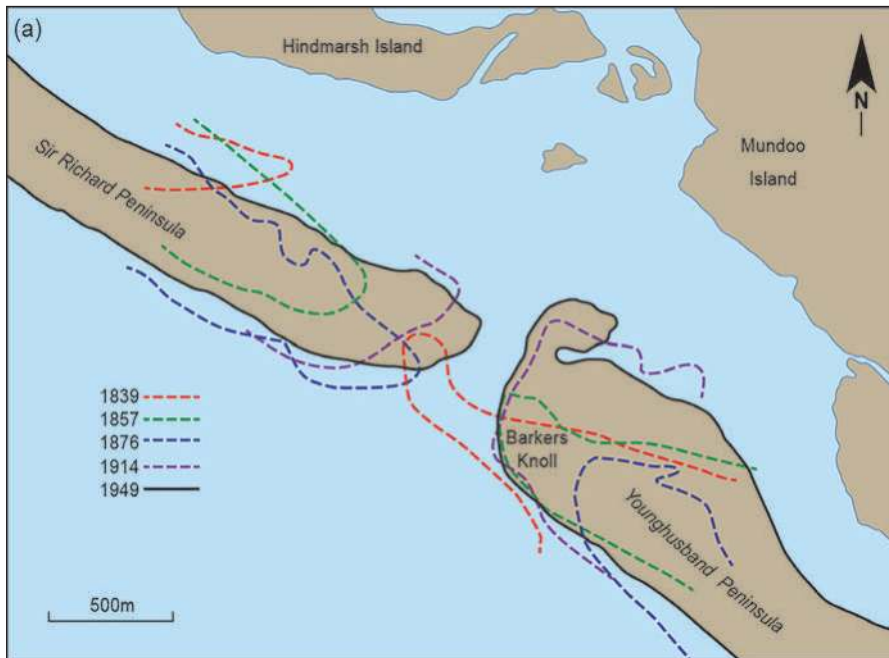 (a)
Hindmarsh Island
N
Mundoo
Island
Sir Richard Peninsula
1839
1857
1876
1914
1949
Barkers
Knoll
Younghusband Peninsula
500m